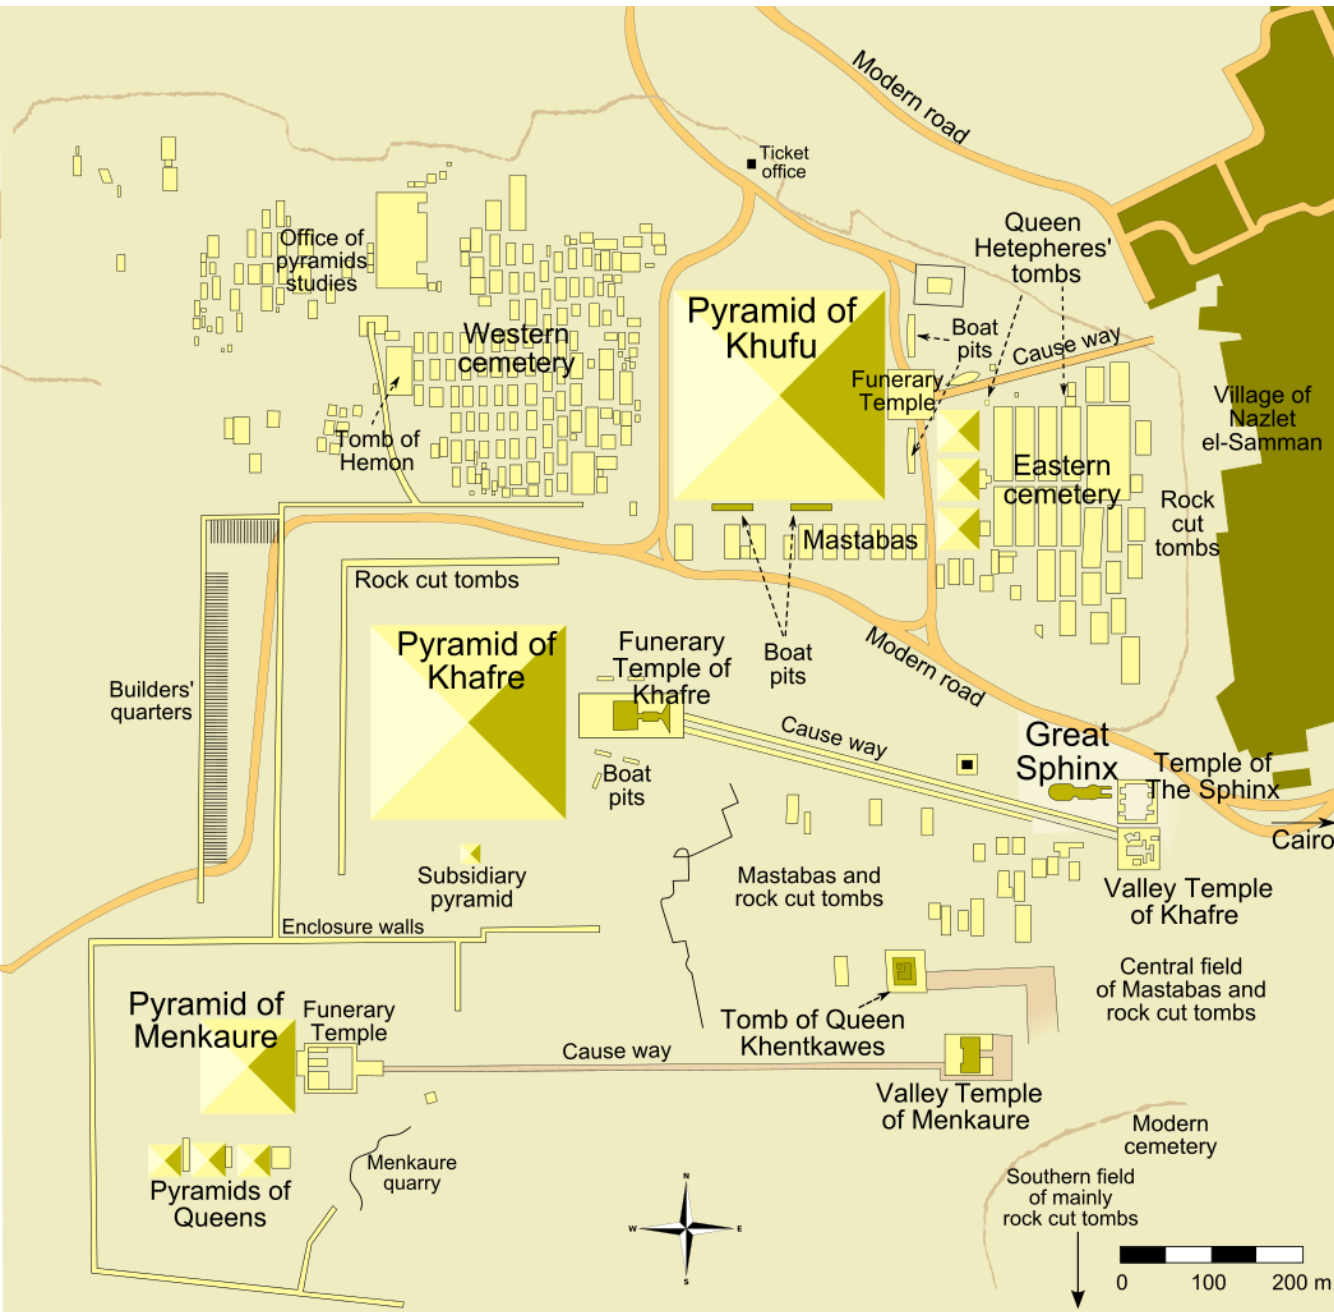 Modern road
Ticket
office
Queen
Hetepheres'
tombs
Office of
pyramids
studies
Pyramid of
Khufu
Western
cemetery
Boat
pits
Cause way
Funerary
Temple
Village of
Nazlet
el-Samman
Tomb of
Hemon
Eastern
cemetery
Rock
cut
tombs
Mastabas
Rock cut tombs
Pyramid of
Khafre
Funerary
Temple of
Khafre
Boat
pits
Modern road
Builders'
quarters
Cause way
Great
Sphinx
Temple of
The Sphinx
Boat
pits
Cairo
Subsidiary
pyramid
Mastabas and
rock cut tombs
Valley Temple
of Khafre
Enclosure walls
Central field
of Mastabas and
rock cut tombs
Pyramid of
Menkaure
Funerary
Temple
Tomb of Queen
Khentkawes
Cause way
Valley Temple
of Menkaure
Modern
cemetery
Menkaure
quarry
Pyramids of
Queens
Southern field
of mainly
rock cut tombs
N
W E
S
0 100 200 m